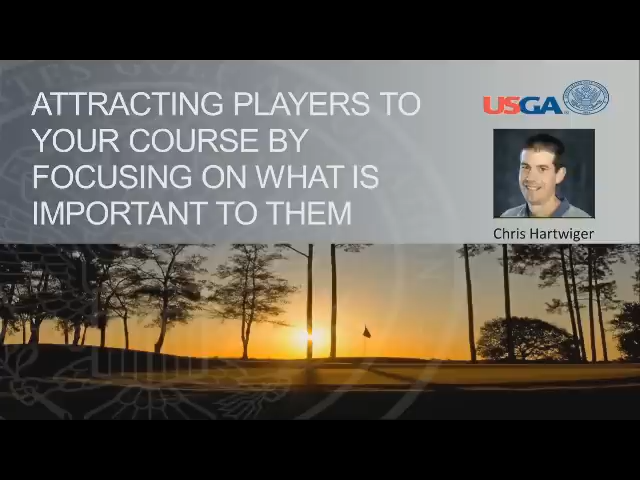 ATTRACTING PLAYERS TO
YOUR COURSE BY
FOCUSING ON WHAT IS
IMPORTANT TO THEM
USGA
Chris Hartwiger